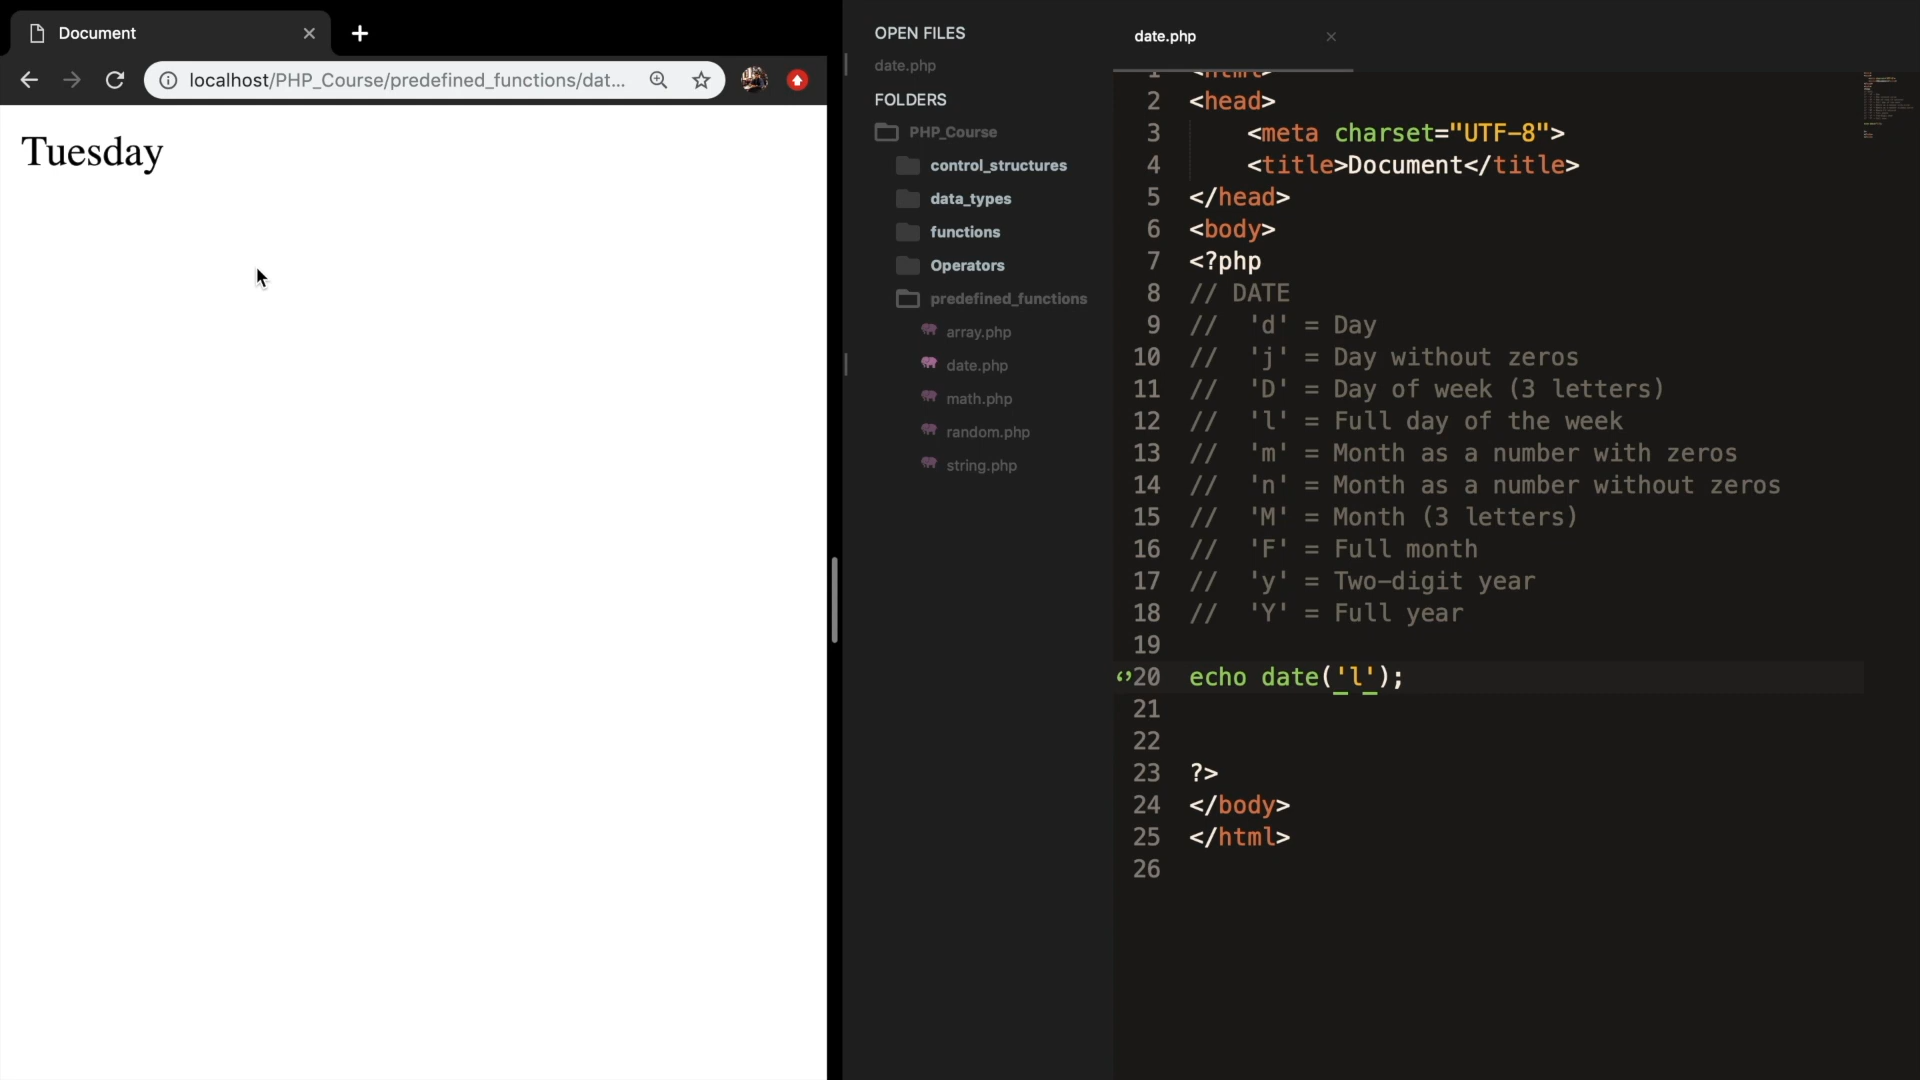 Document
localhost/PHP_Course/predefined_functions/dat...
Tuesday
OPEN FILES
date.php
FOLDERS
PHP_Course
control_structures
data_types
functions
Operators
predefined_functions
array.php
date.php
math.php
random.php
string.php
date.php
1 <html>
2 <head>
3 <meta charset="UTF-8">
4 <title>Document</title>
5 </head>
6 <body>
7 <?php
8 // DATE
9 // 'd' = Day
10 // 'j' = Day without zeros
11 // 'D' = Day of week (3 letters)
12 // 'l' = Full day of the week
13 // 'm' = Month as a number with zeros
14 // 'n' = Month as a number without zeros
15 // 'M' = Month (3 letters)
16 // 'F' = Full month
17 // 'y' = Two-digit year
18 // 'Y' = Full year
19
20 echo date('l');
21
22
23 ?>
24 </body>
25 </html>
26